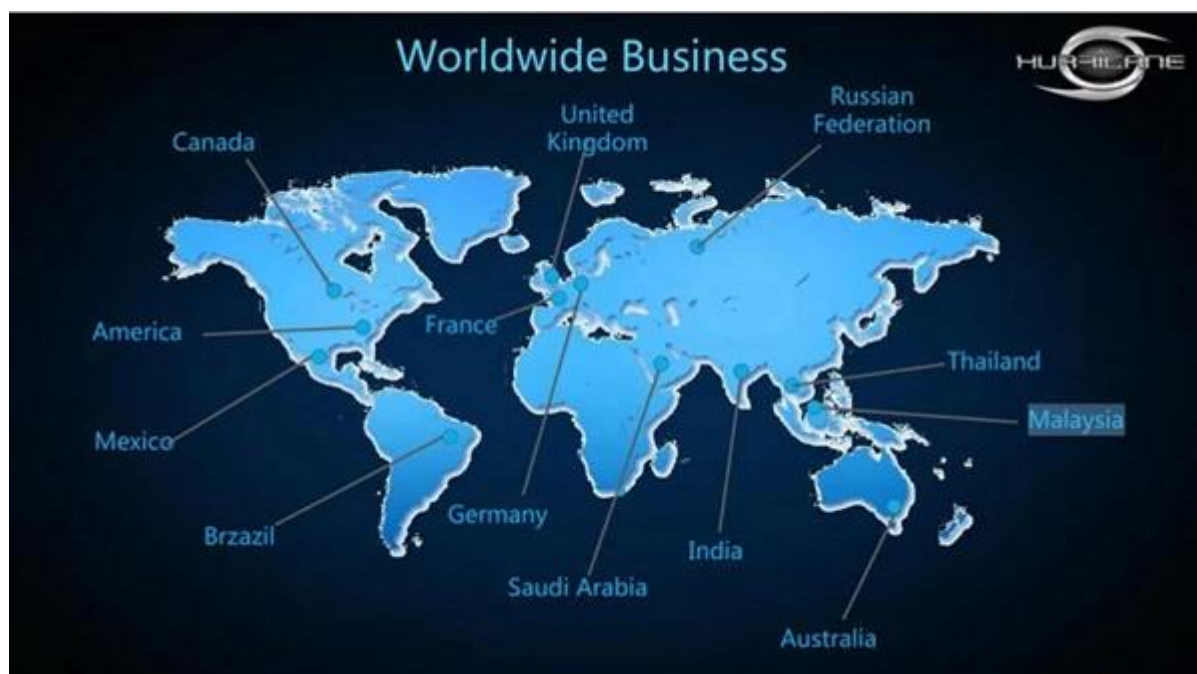 Worldwide Business
HURRICANE
Russian
Federation
United
Kingdom
Canada
America
France
Thailand
Malaysia
Mexico
Brzazil
Germany
India
Saudi Arabia
Australia